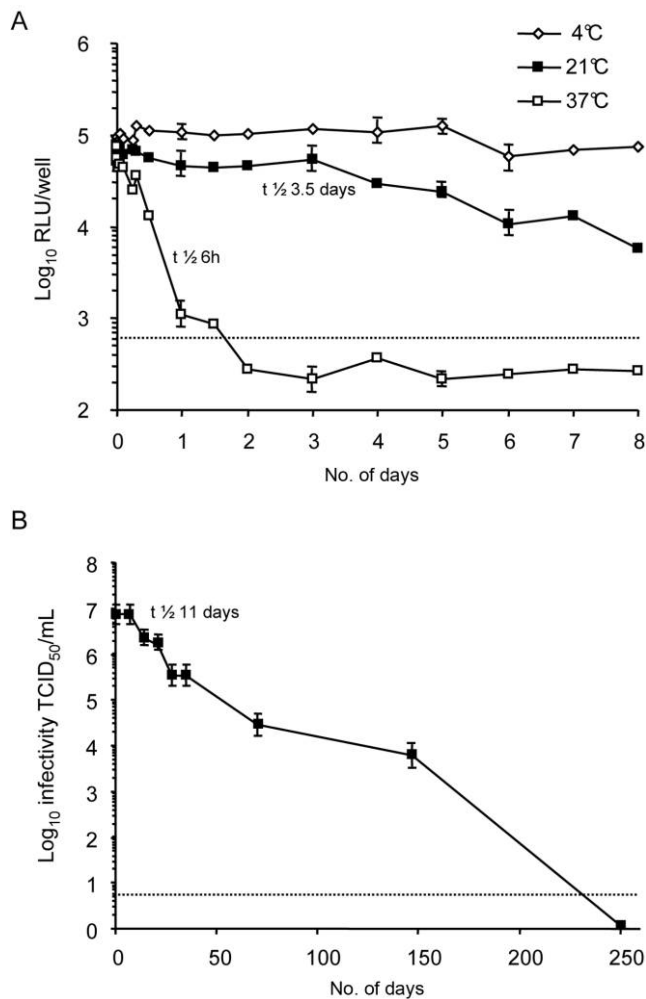 A
6
5
4
3
2
Log10 RLU/well
4°C
21°C
37°C
t ½ 3.5 days
t ½ 6h
0 1 2 3 4 5 6 7 8
No. of days
B
8
7
6
5
4
3
2
1
0
Log10 infectivity TCID50/mL
t ½ 11 days
0 50 100 150 200 250
No. of days